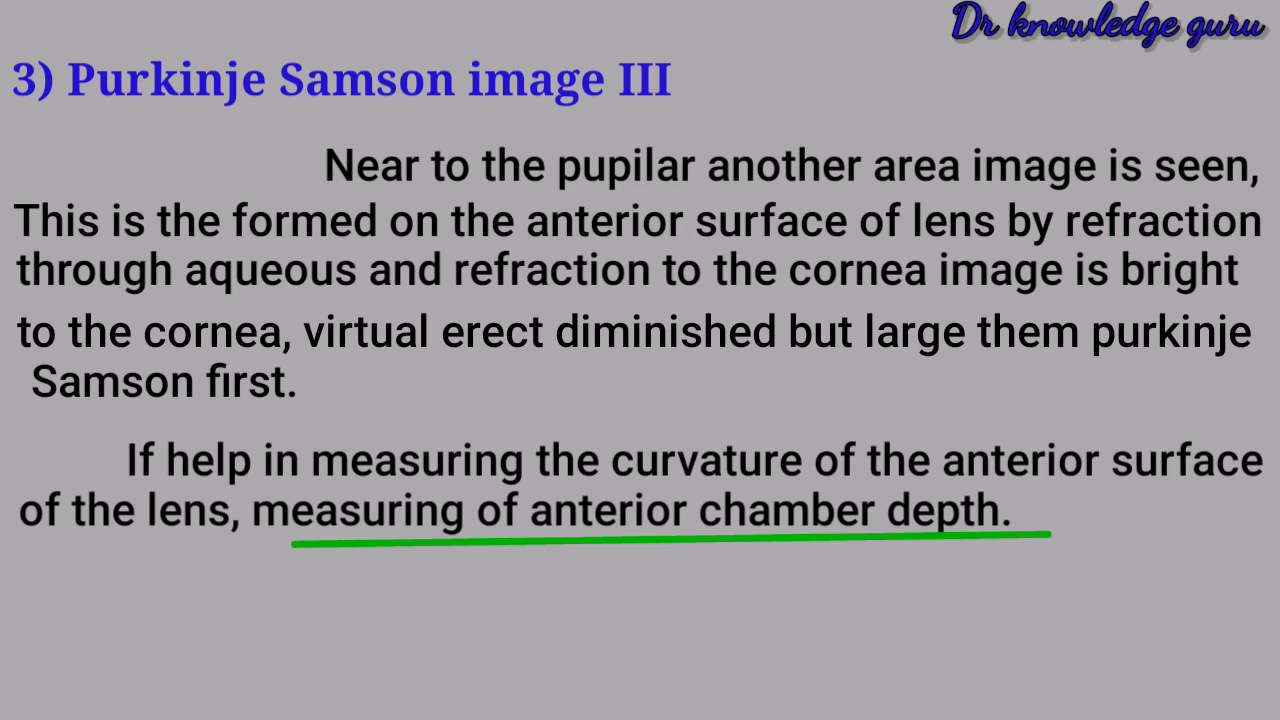 Dr knowledge guru
3) Purkinje Samson image III
Near to the pupilar another area image is seen,
This is the formed on the anterior surface of lens by refraction
through aqueous and refraction to the cornea image is bright
to the cornea, virtual erect diminished but large them purkinje
Samson first.
If help in measuring the curvature of the anterior surface
of the lens, measuring of anterior chamber depth.